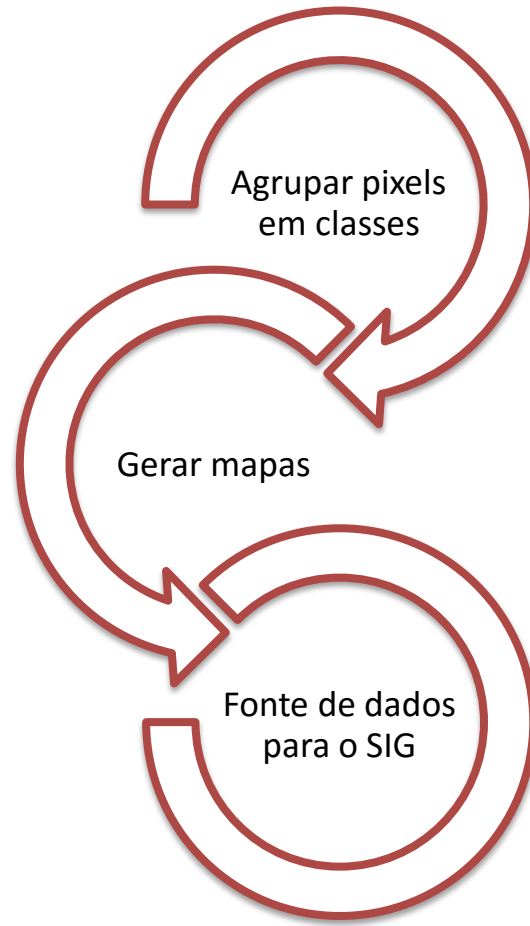 Agrupar pixels
em classes
Gerar mapas
Fonte de dados
para o SIG